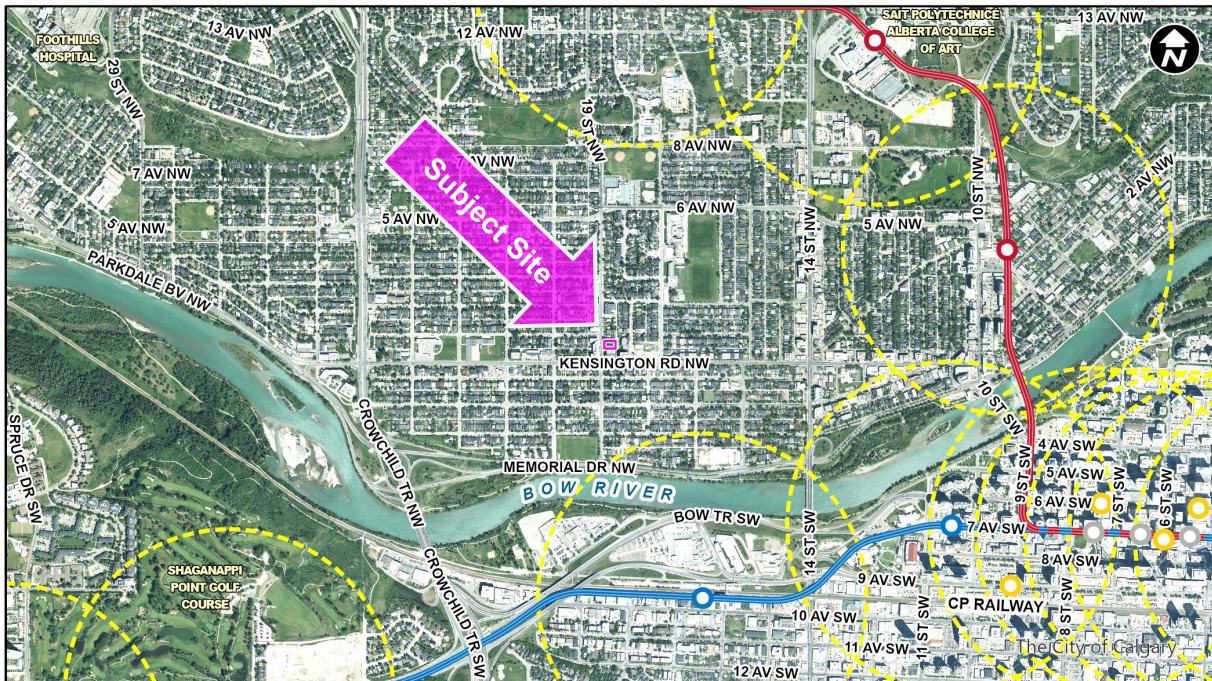 FOOTHILLS
HOSPITAL
13 AV NW
12 AV NW
SAIT POLYTECHNICE
ALBERTA COLLEGE
OF ART
13 AV NW
N
29 ST NW
19 ST NW
7 AV NW
7 AV NW
8 AV NW
10 ST NW
2 AV NW
Subject Site
5 AV NW
5 AV NW
6 AV NW
14 ST NW
5 AV NW
PARKDALE BV NW
KENSINGTON RD NW
CROWCHILD TR NW
10 ST SW
SPRUCE DR SW
MEMORIAL DR NW
BOW RIVER
BOW TR SW
4 AV SW
5 AV SW
6 AV SW
9 ST SW
7 ST SW
6 ST SW
7 AV SW
14 ST SW
8 AV SW
SHAGANAPPI
POINT GOLF
COURSE
CROWCHILD TR SW
9 AV SW
CP RAILWAY
10 AV SW
11 ST SW
8 ST SW
11 AV SW
12 AV SW
The City of Calgary